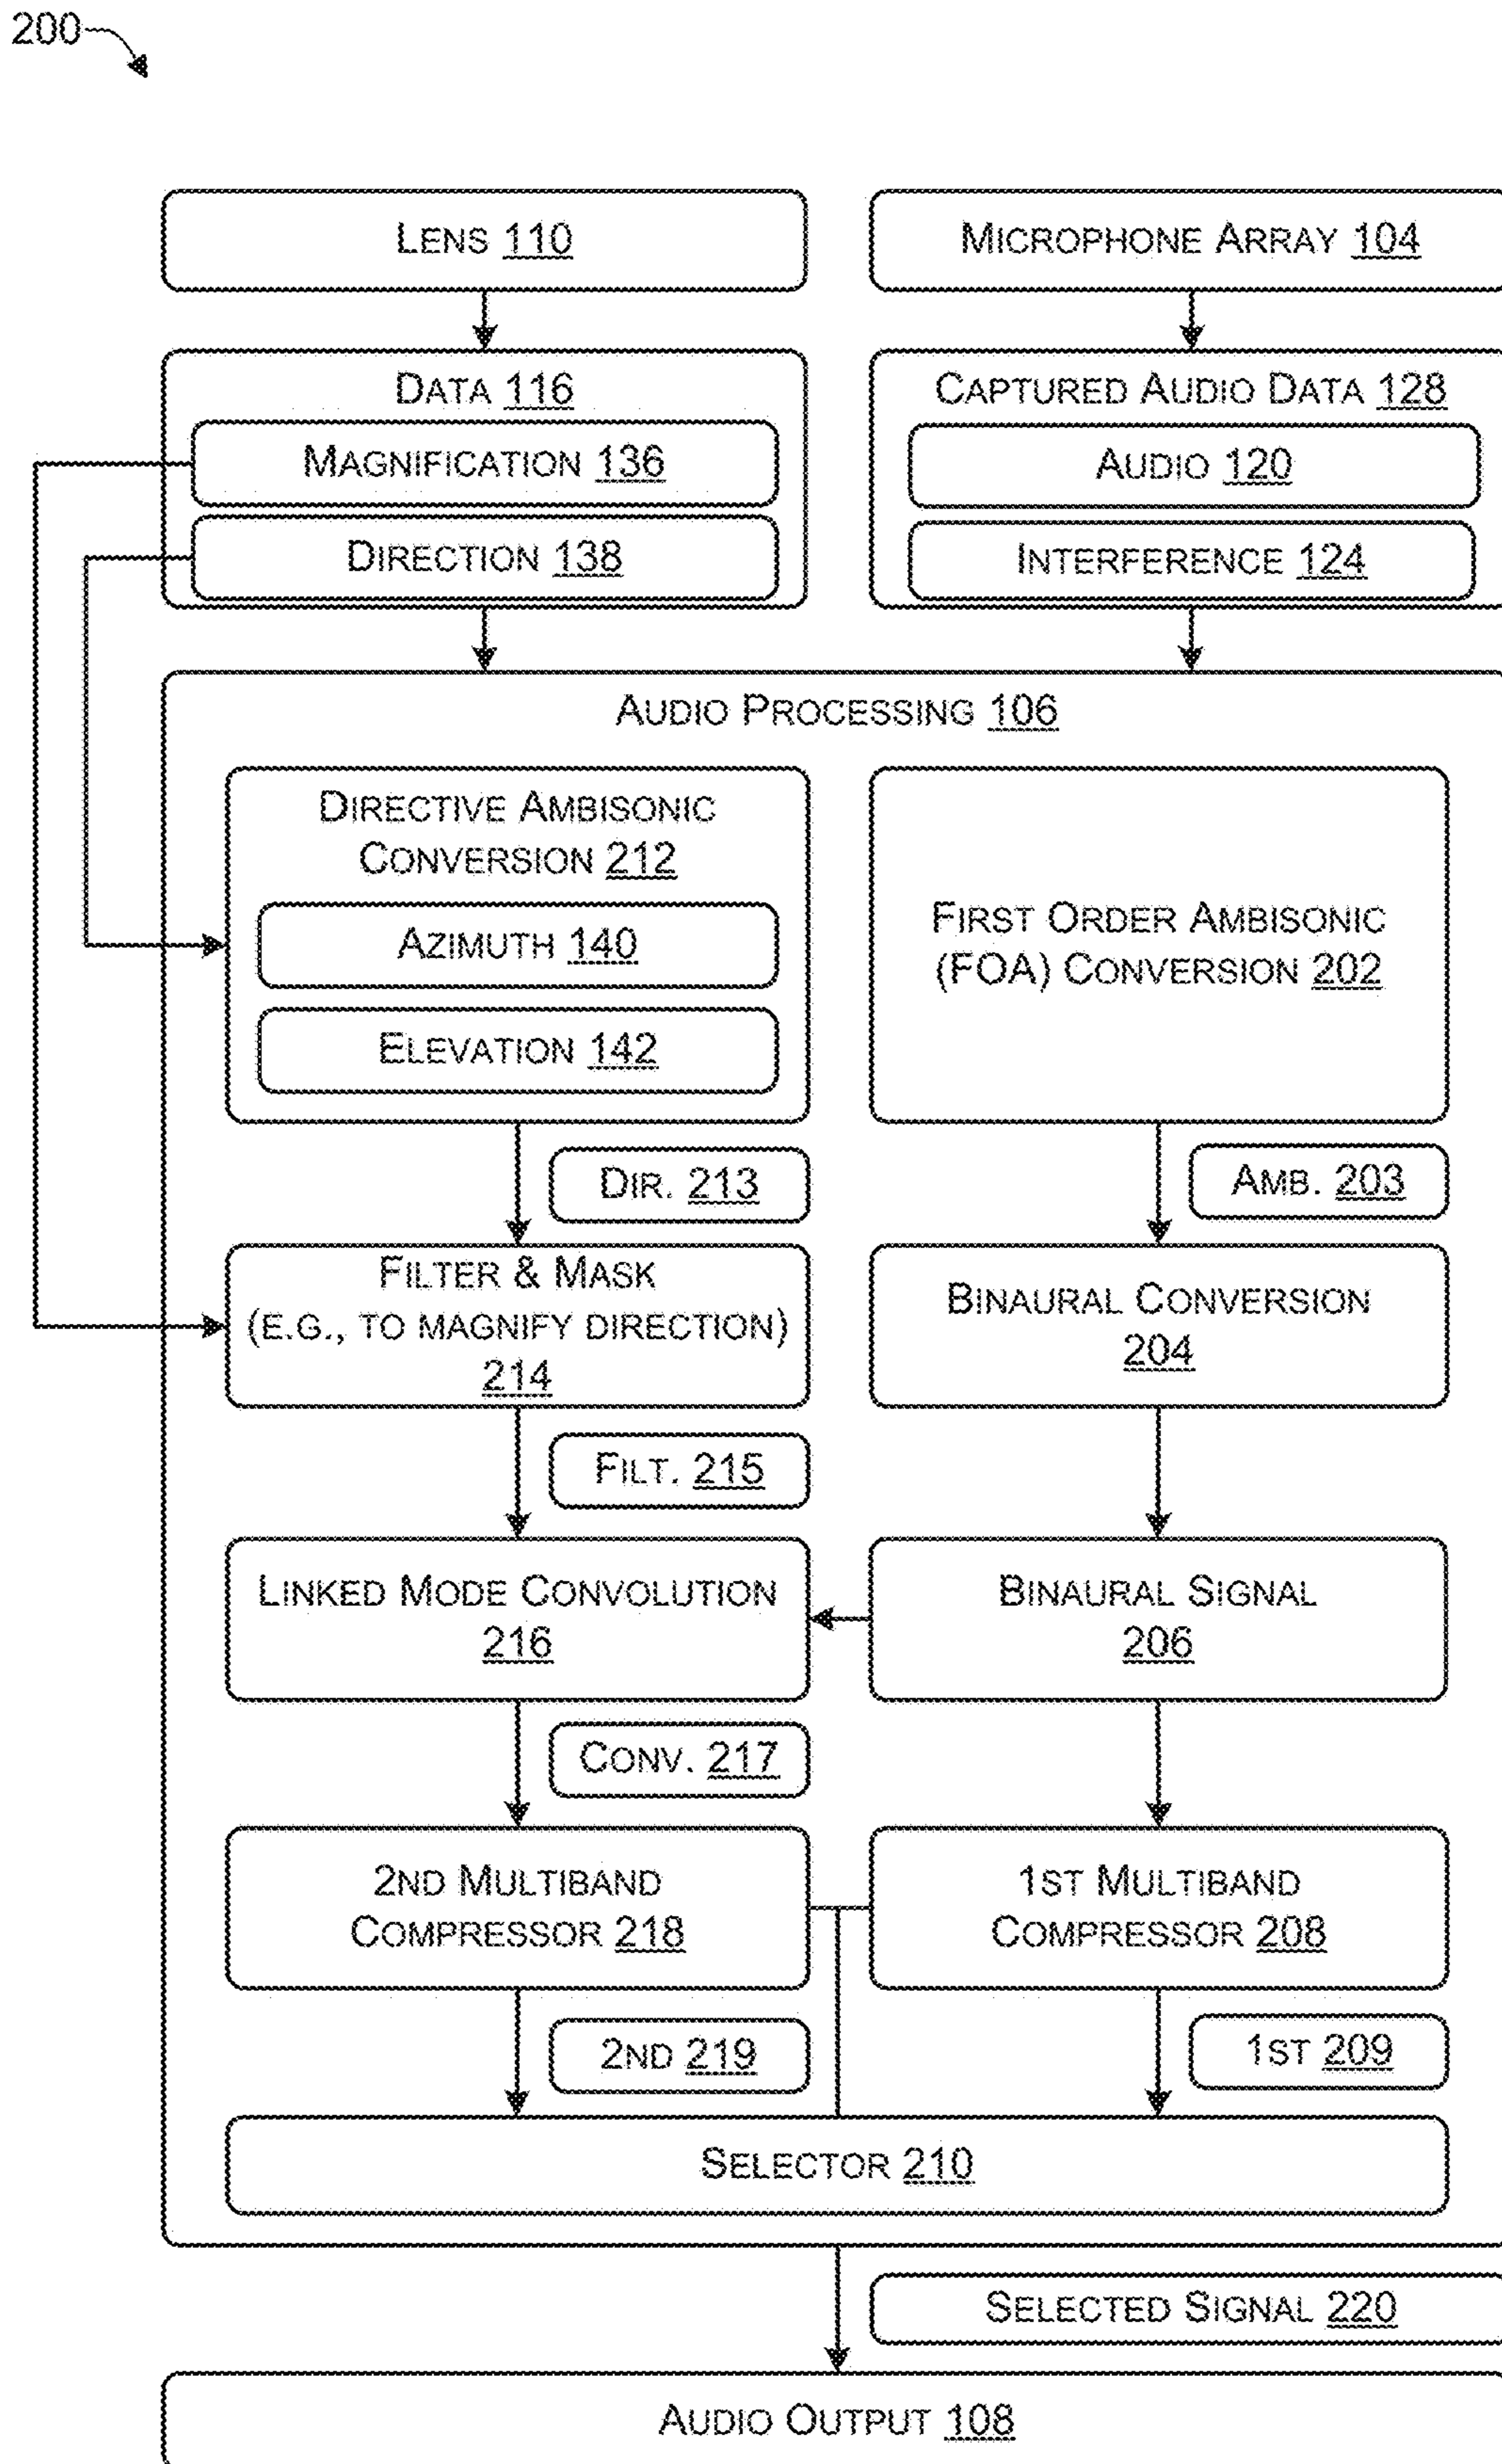 200
LENS 110
MICROPHONE ARRAY 104
DATA 116
MAGNIFICATION 136
DIRECTION 138
CAPTURED AUDIO DATA 128
AUDIO 120
INTERFERENCE 124
AUDIO PROCESSING 106
DIRECTIVE AMBISONIC
CONVERSION 212
AZIMUTH 140
ELEVATION 142
FIRST ORDER AMBISONIC
(FOA) CONVERSION 202
DIR. 213
AMB. 203
FILTER & MASK
(E.G., TO MAGNIFY DIRECTION)
214
BINAURAL CONVERSION
204
FILT. 215
LINKED MODE CONVOLUTION
216
BINAURAL SIGNAL
206
CONV. 217
2ND MULTIBAND
COMPRESSOR 218
1ST MULTIBAND
COMPRESSOR 208
2ND 219
1ST 209
SELECTOR 210
SELECTED SIGNAL 220
AUDIO OUTPUT 108